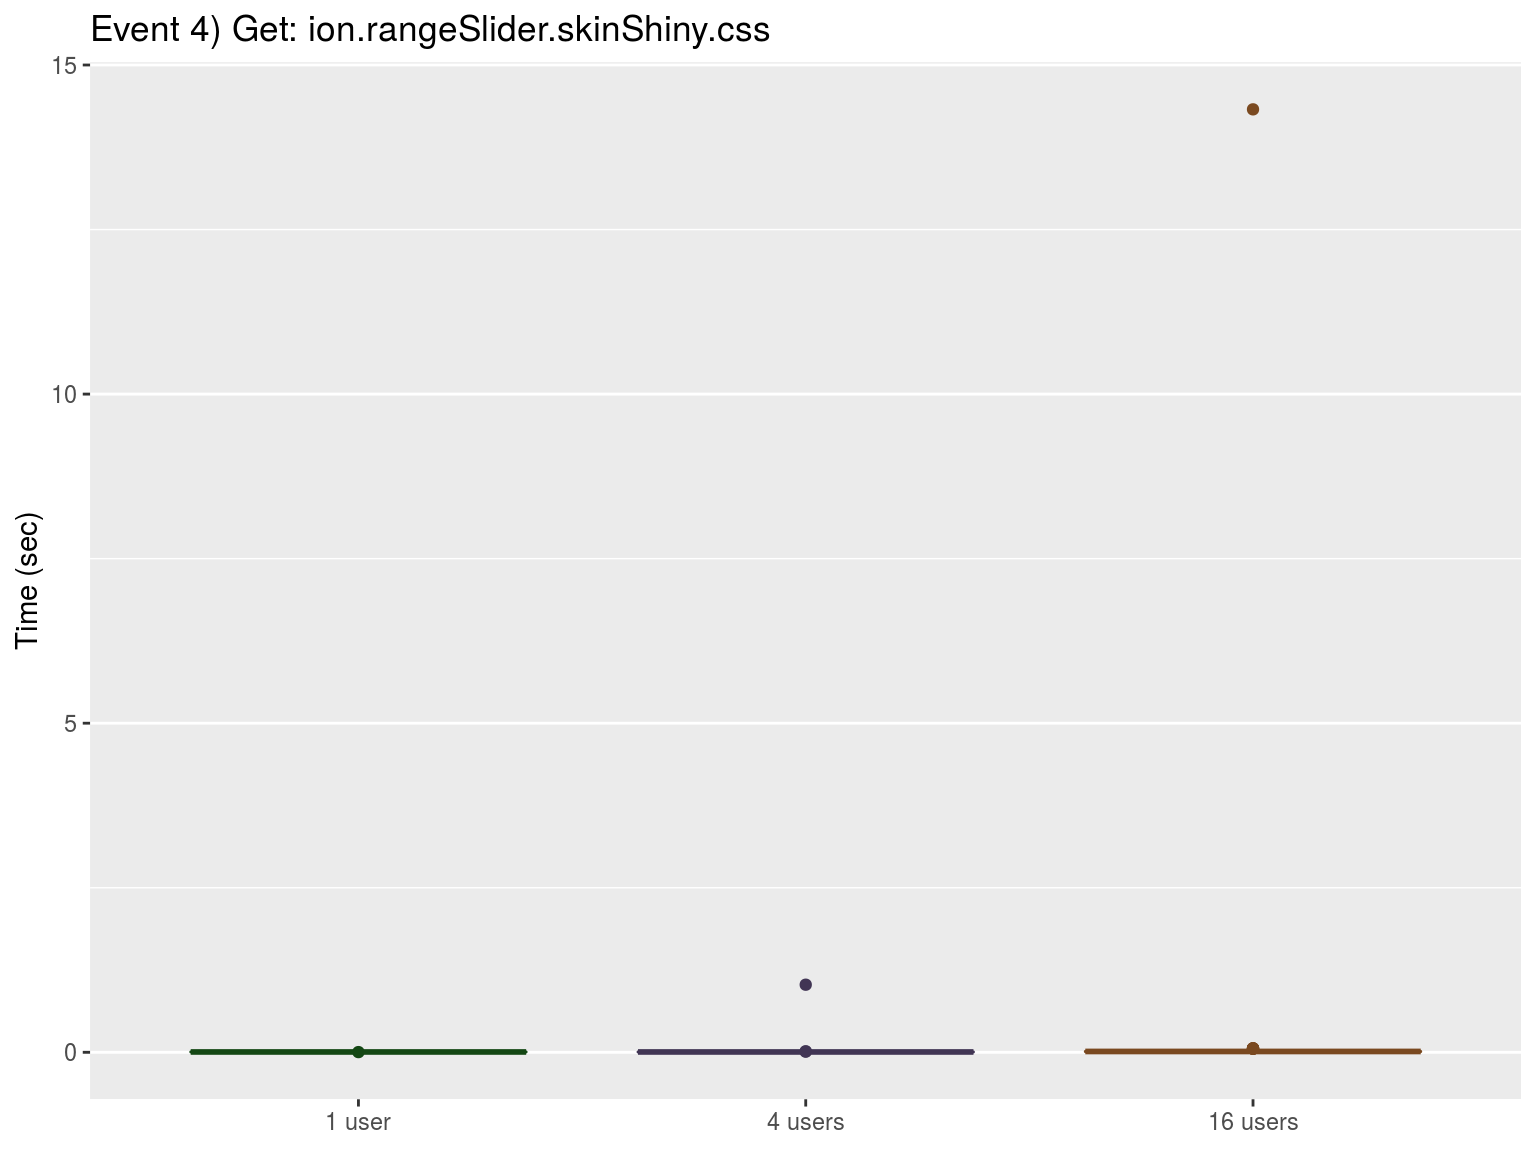 Event 4) Get: ion.rangeSlider.skinShiny.css
15
10
5
0
Time (sec)
1 user
4 users
16 users